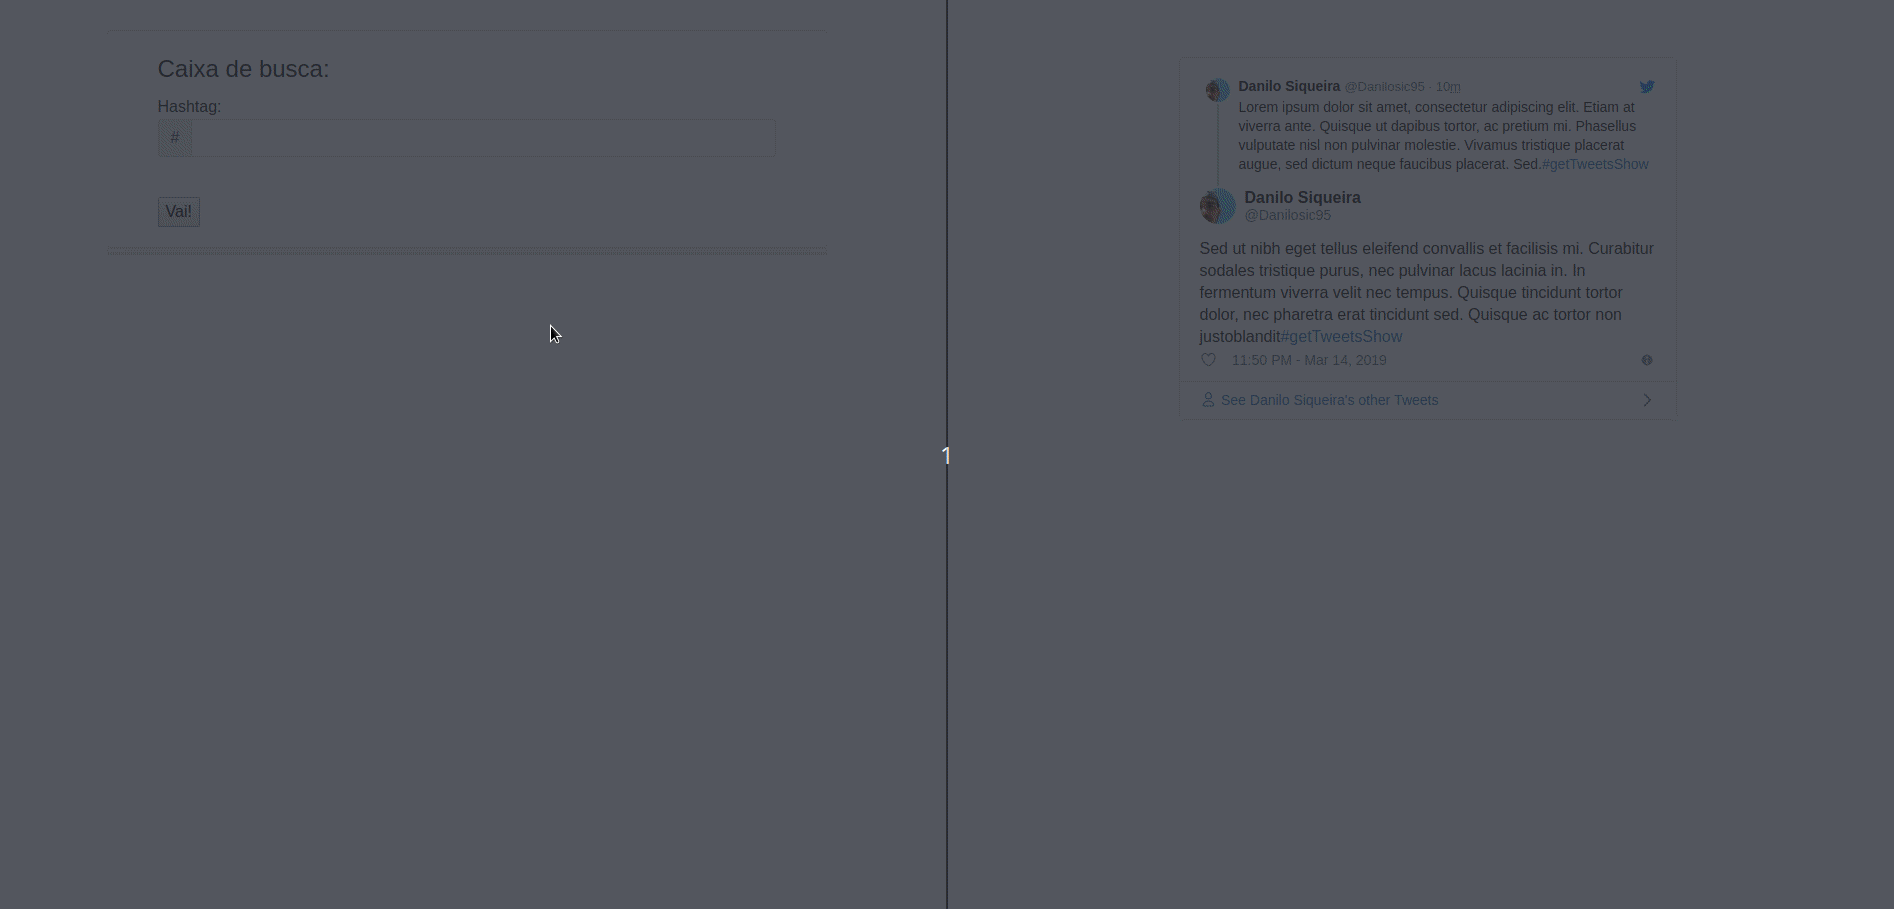 Caixa de busca:
Hashtag:
#
Vai!
1
Danilo Siqueira @Danilosic95 · 10m
Lorem ipsum dolor sit amet, consectetur adipiscing elit. Etiam at
viverra ante. Quisque ut dapibus tortor, ac pretium mi. Phasellus
vulputate nisl non pulvinar molestie. Vivamus tristique placerat
augue, sed dictum neque faucibus placerat. Sed.#getTweetsShow
Danilo Siqueira
@Danilosic95
Sed ut nibh eget tellus eleifend convallis et facilisis mi. Curabitur
sodales tristique purus, nec pulvinar lacus lacinia in. In
fermentum viverra velit nec tempus. Quisque tincidunt tortor
dolor, nec pharetra erat tincidunt sed. Quisque ac tortor non
justoblandit#getTweetsShow
11:50 PM - Mar 14, 2019
See Danilo Siqueira's other Tweets